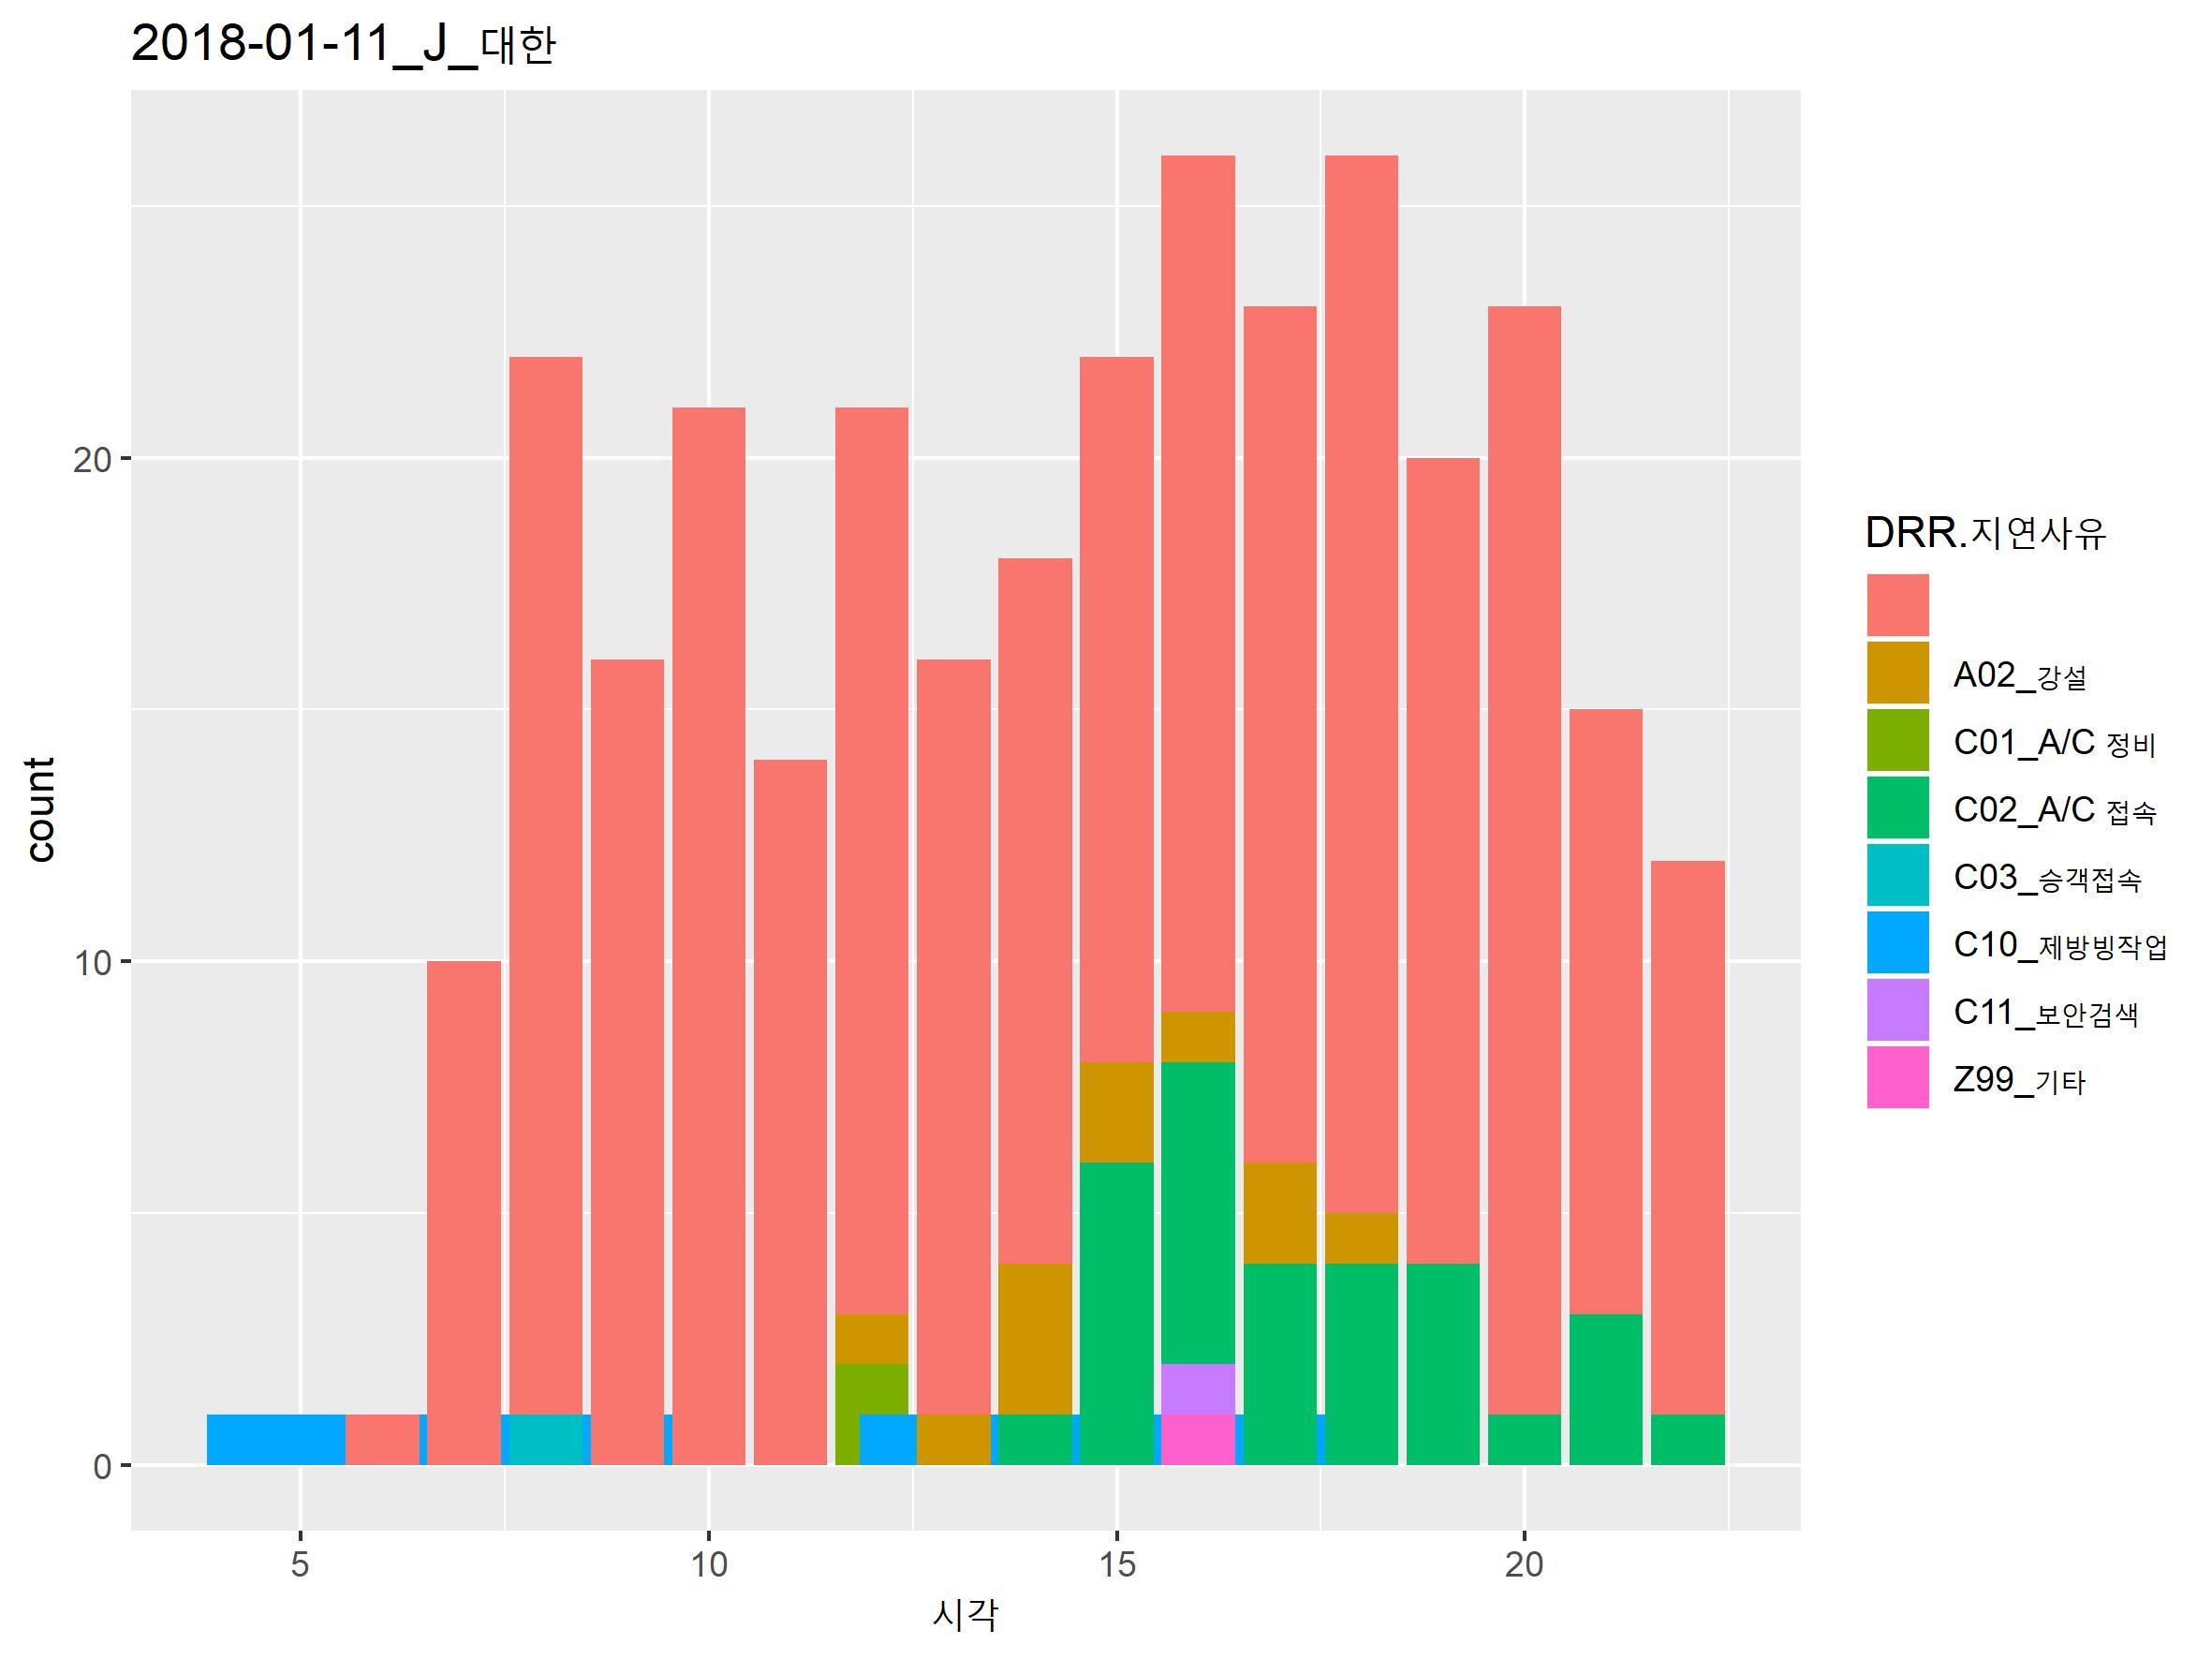 2018-01-11_J_대한
count
20
10
0
5 10 15 20
시각
DRR.지연사유
A02_강설
C01_A/C 정비
C02_A/C 접속
C03_승객접속
C10_제방빙작업
C11_보안검색
Z99_기타